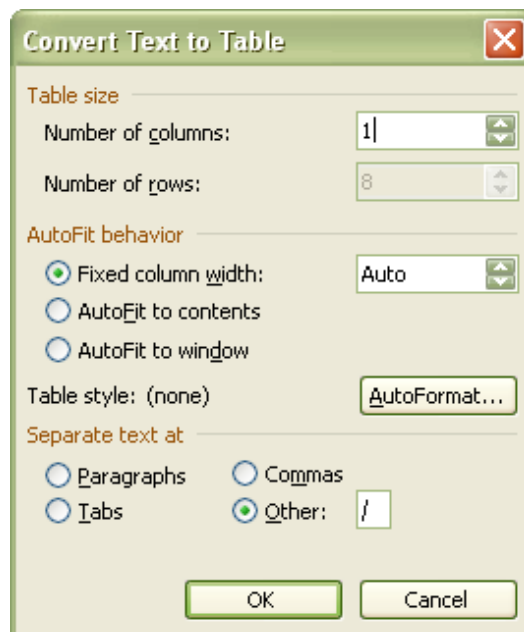 Convert Text to Table
Table size
Number of columns: 1
Number of rows: 8
AutoFit behavior
Fixed column width: Auto
AutoFit to contents
AutoFit to window
Table style: (none) AutoFormat...
Separate text at
Paragraphs Commas
Tabs Other: /
OK Cancel